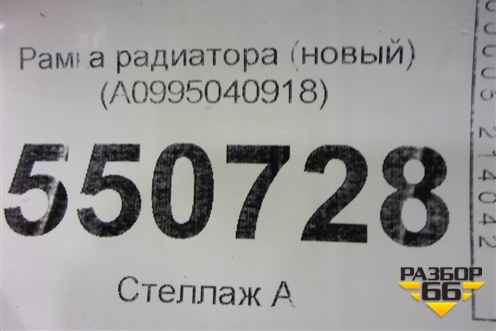 Рамка радиатора (новый)
(A0995040918)
550728
Стеллаж А
РАЗБОР
66